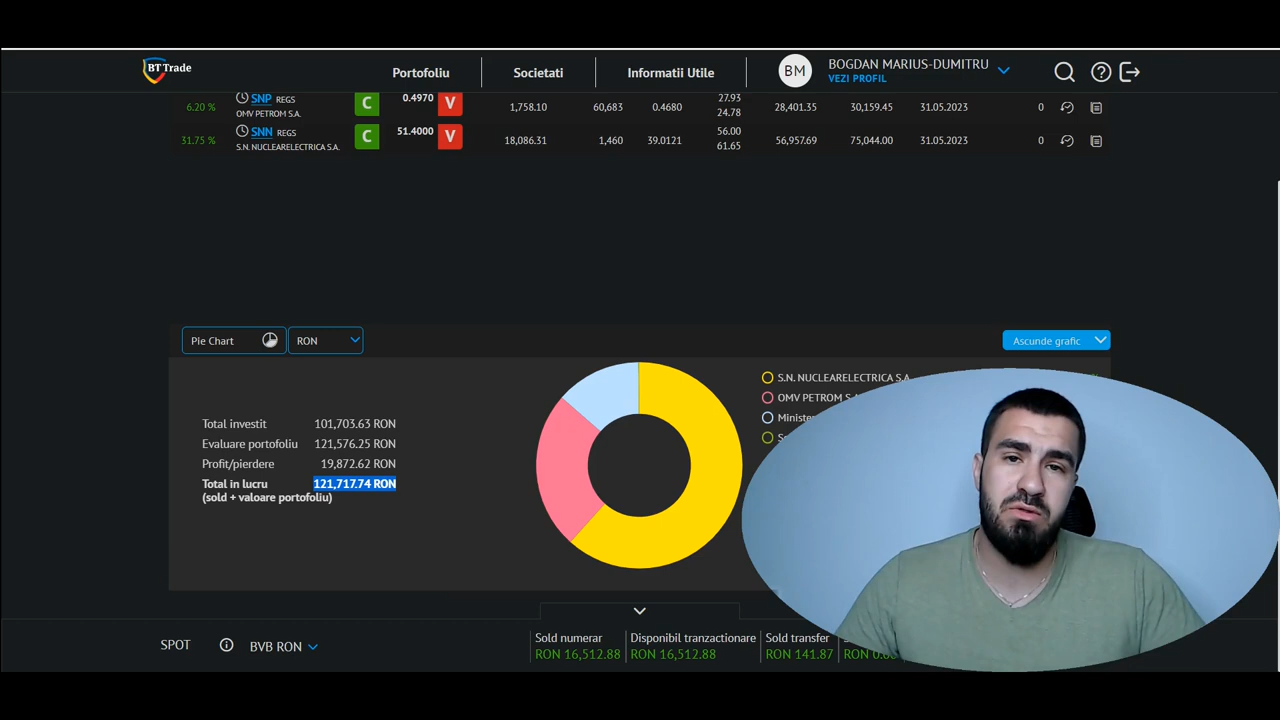 BT Trade
Portofoliu
Societati
Informatii Utile
BM
BOGDAN MARIUS-DUMITRU
VEZI PROFIL
6.20 % SNP REGS C 0.4970 V 1,758.10 60,683 0.4680 27.93 28,401.35 30,159.45 31.05.2023 0
OMV PETROM S.A. 24.78
31.75 % SNN REGS C 51.4000 V 18,086.31 1,460 39.0121 56.00 56,957.69 75,044.00 31.05.2023 0
S.N. NUCLEARELECTRICA S.A. 61.65
Pie Chart
RON
Ascunde grafic
Total investit 101,703.63 RON
Evaluare portofoliu 121,576.25 RON
Profit/pierdere 19,872.62 RON
Total in lucru 121,717.74 RON
(sold + valoare portofoliu)
S.N. NUCLEARELECTRICA S.A.
OMV PETROM S.A.
SPOT
BVB RON
Sold numerar
RON 16,512.88
Disponibil tranzactionare
RON 16,512.88
Sold transfer
RON 141.87